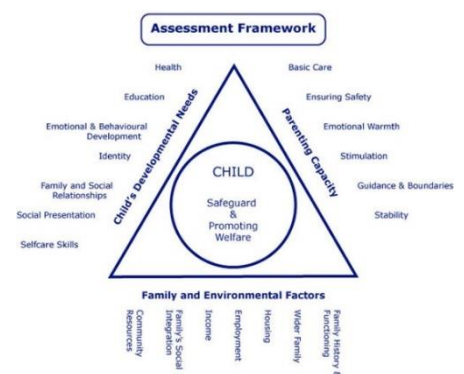 Assessment Framework
Health
Education
Emotional & Behavioural
Development
Identity
Family and Social
Relationships
Social Presentation
Selfcare Skills
Child's Developmental Needs
Basic Care
Ensuring Safety
Emotional Warmth
Stimulation
Guidance & Boundaries
Stability
Parenting Capacity
CHILD
Safeguard
&
Promoting
Welfare
Family and Environmental Factors
Community
Resources
Family's Social
Integration
Income
Employment
Housing
Wider Family
Family History &
Functioning